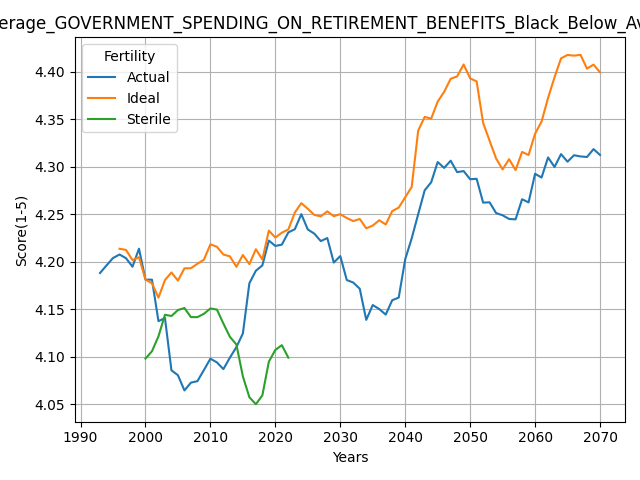 erage_GOVERNMENT_SPENDING_ON_RETIREMENT_BENEFITS_Black_Below_Av
Fertility
Actual
Ideal
Sterile
4.40
4.35
4.30
4.25
4.20
4.15
4.10
4.05
Score(1-5)
1990 2000 2010 2020 2030 2040 2050 2060 2070
Years